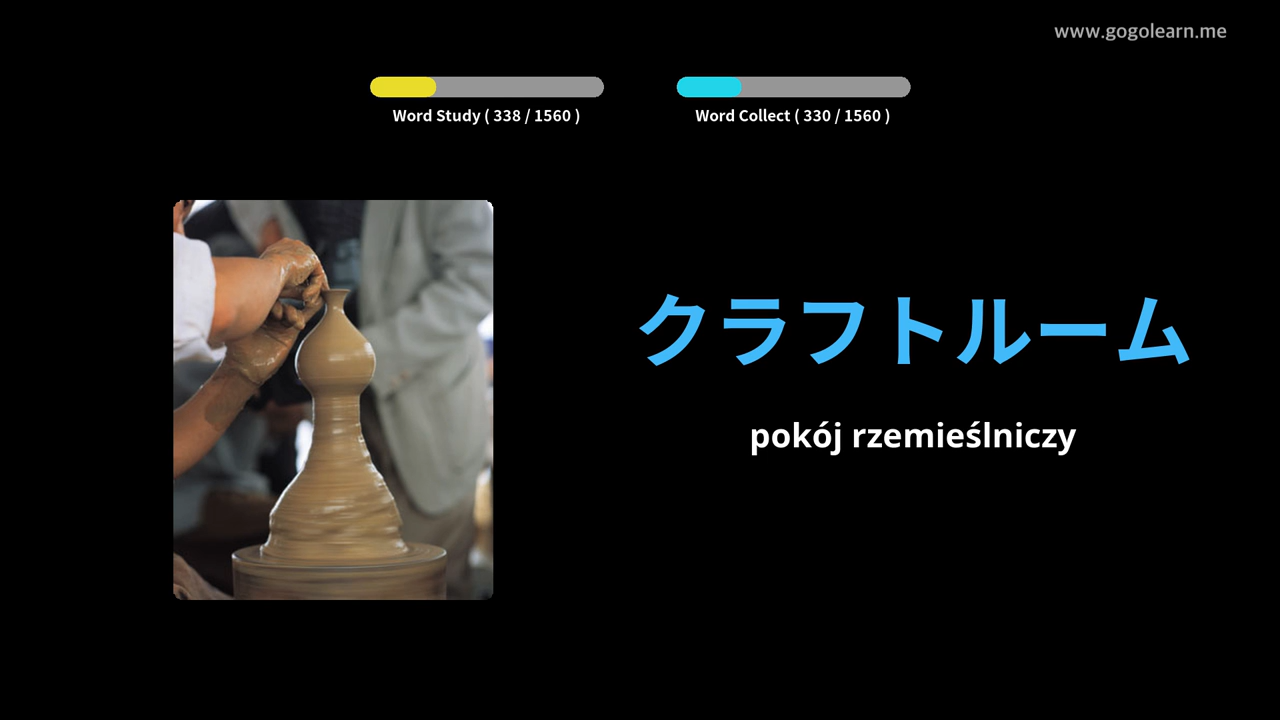 www.gogolearn.me
Word Study ( 338 / 1560 )
Word Collect ( 330 / 1560 )
クラフトルーム
pokój rzemieślniczy